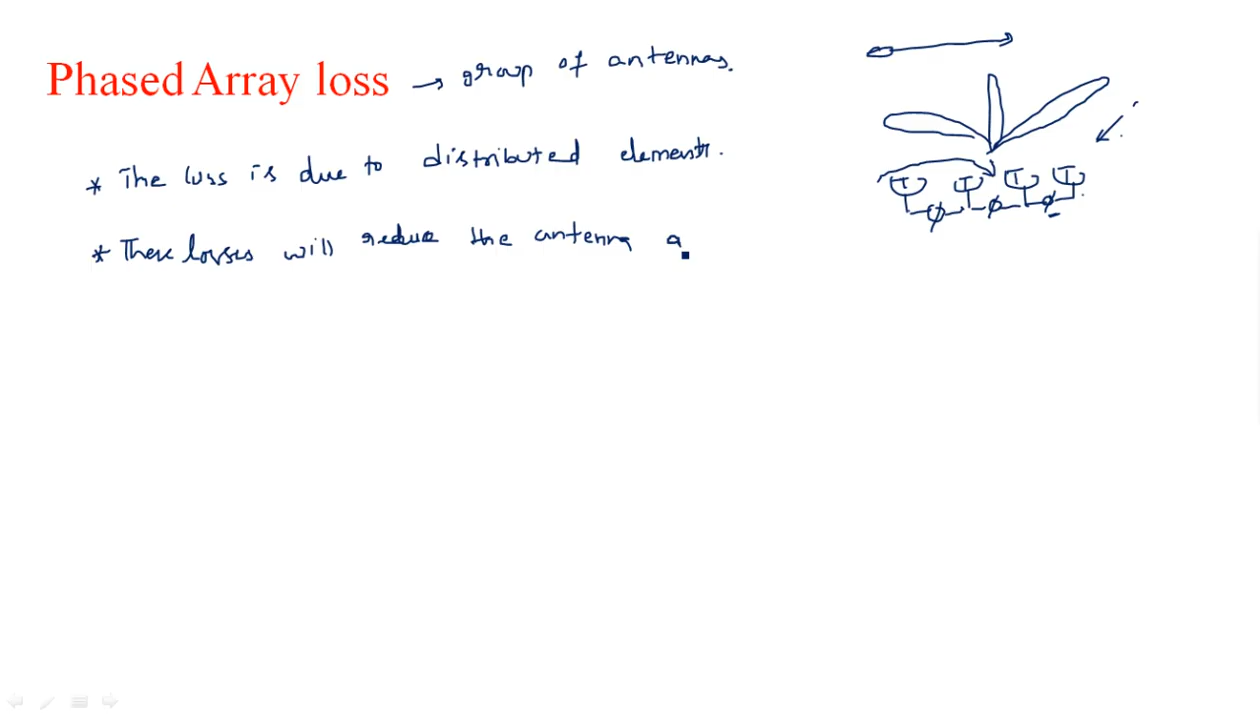 Phased Array loss → group of antennas.
* The loss is due to distributed elements.
* These losses will reduce the antenna g
T T T T
Φ Φ Φ